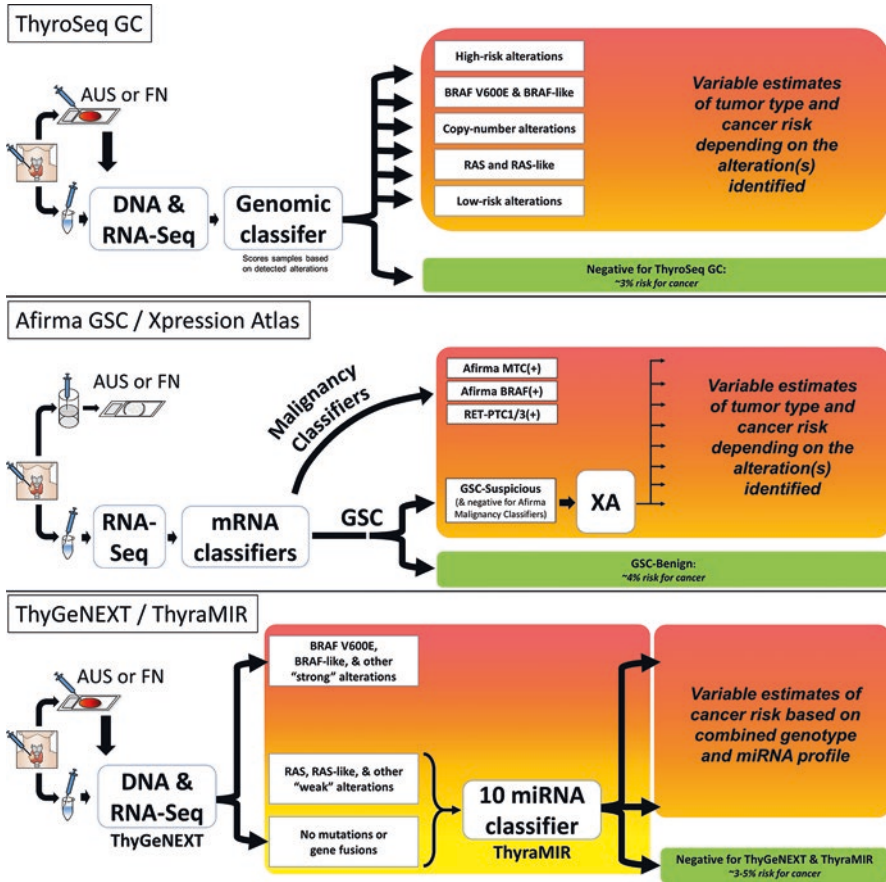 ThyroSeq GC
AUS or FN
DNA &
RNA-Seq
Genomic
classifer
Scores samples based
on detected alterations
High-risk alterations
BRAF V600E & BRAF-like
Copy-number alterations
RAS and RAS-like
Low-risk alterations
Variable estimates
of tumor type and
cancer risk
depending on the
alteration(s)
identified
Negative for ThyroSeq GC:
~3% risk for cancer
Afirma GSC / Xpression Atlas
AUS or FN
RNA-
Seq
mRNA
classifiers
Malignancy
Classifiers
GSC
Afirma MTC(+)
Afirma BRAF(+)
RET-PTC1/3(+)
GSC-Suspicious
(& negative for Afirma
Malignancy Classifiers)
XA
Variable estimates
of tumor type and
cancer risk
depending on the
alteration(s)
identified
GSC-Benign:
~4% risk for cancer
ThyGeNEXT / ThyraMIR
AUS or FN
DNA &
RNA-Seq
ThyGeNEXT
BRAF V600E,
BRAF-like, & other
"strong" alterations
RAS, RAS-like, & other
"weak" alterations
No mutations or
gene fusions
10 miRNA
classifier
ThyraMIR
Variable estimates of
cancer risk based on
combined genotype
and miRNA profile
Negative for ThyGeNEXT & ThyraMIR
~3-5% risk for cancer